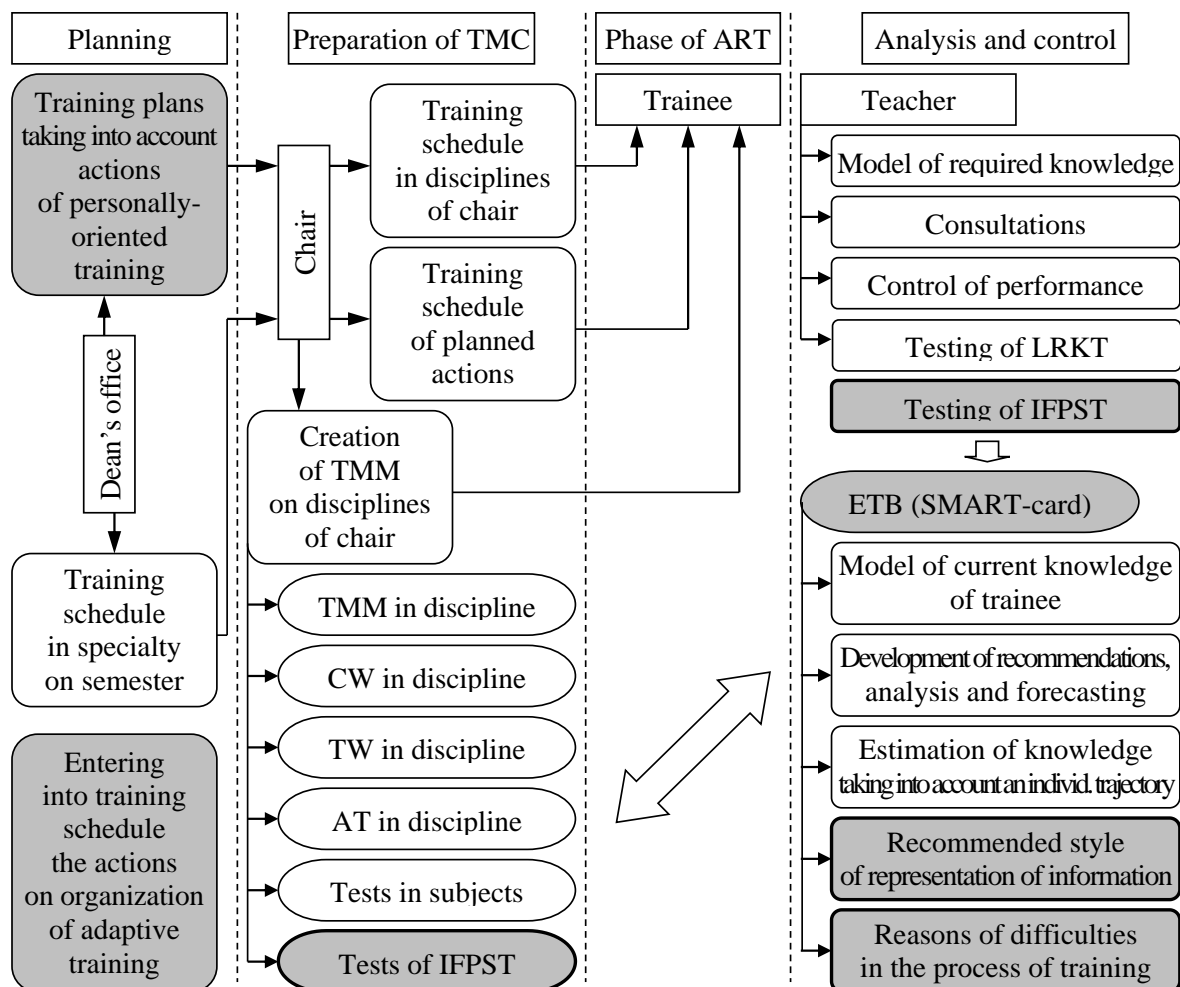 Planning
Preparation of TMC
Phase of ART
Analysis and control
Training plans
taking into account
actions
of personally-
oriented
training
Dean's office
Training
schedule
in specialty
on semester
Entering
into training
schedule
the actions
on organization
of adaptive
training
Chair
Training
schedule
in disciplines
of chair
Training
schedule
of planned
actions
Creation
of TMM
on disciplines
of chair
TMM in discipline
CW in discipline
TW in discipline
AT in discipline
Tests in subjects
Tests of IFPST
Trainee
Teacher
Model of required knowledge
Consultations
Control of performance
Testing of LRKT
Testing of IFPST
ETB (SMART-card)
Model of current knowledge
of trainee
Development of recommendations,
analysis and forecasting
Estimation of knowledge
taking into account an individ. trajectory
Recommended style
of representation of information
Reasons of difficulties
in the process of training